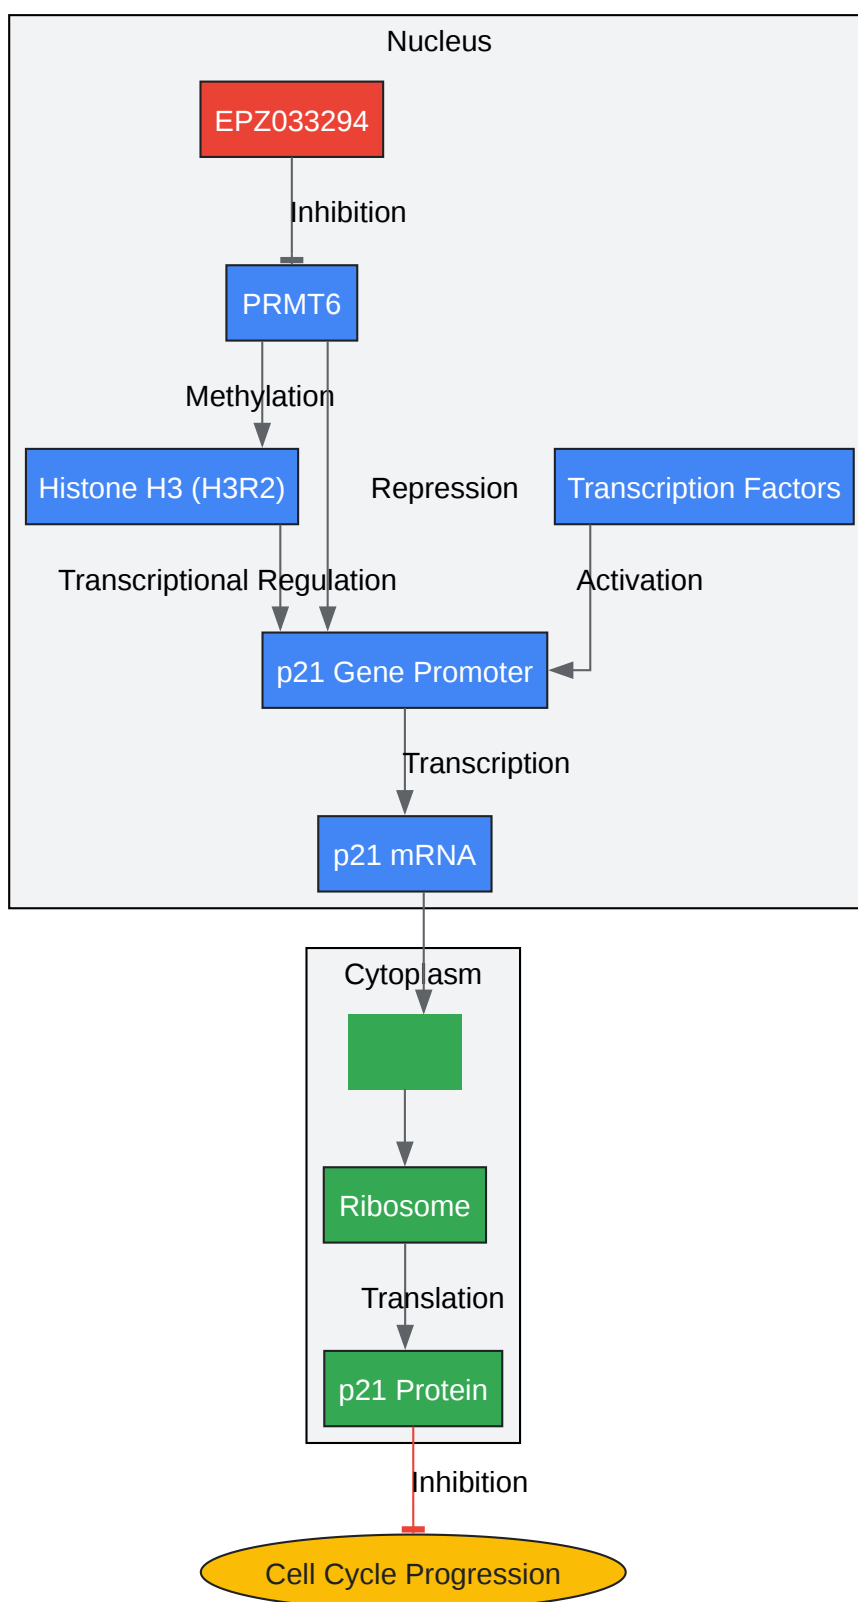 Nucleus
EPZ033294
Inhibition
PRMT6
Methylation
Histone H3 (H3R2)
Repression
Transcription Factors
Transcriptional Regulation
Activation
p21 Gene Promoter
Transcription
p21 mRNA
Cytoplasm
Ribosome
Translation
p21 Protein
Inhibition
Cell Cycle Progression